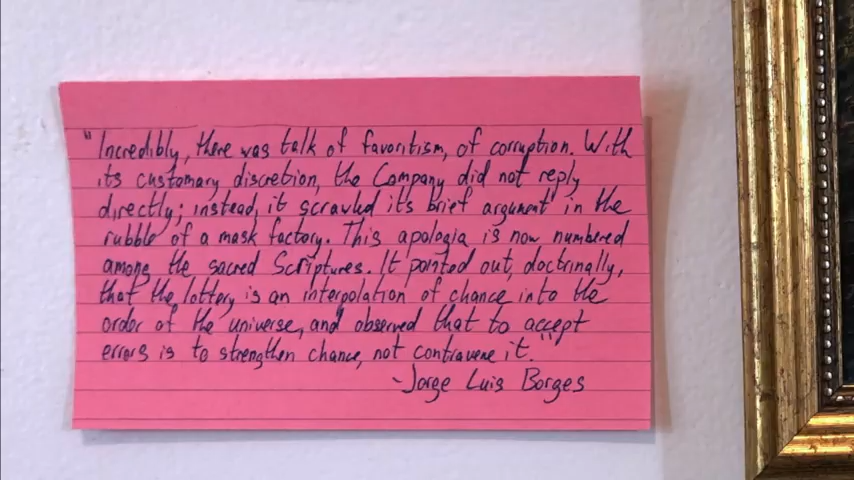 "Incredibly, there was talk of favoritism, of corruption. With
its customary discretion, the Company did not reply
directly; instead, it scrawled its brief argument in the
rubble of a mask factory. This apologia is now numbered
among the sacred Scriptures. It pointed out, doctrinally,
that the lottery is an interpolation of chance into the
order of the universe, and observed that to accept
errors is to strengthen chance, not contravene it."
-Jorge Luis Borges